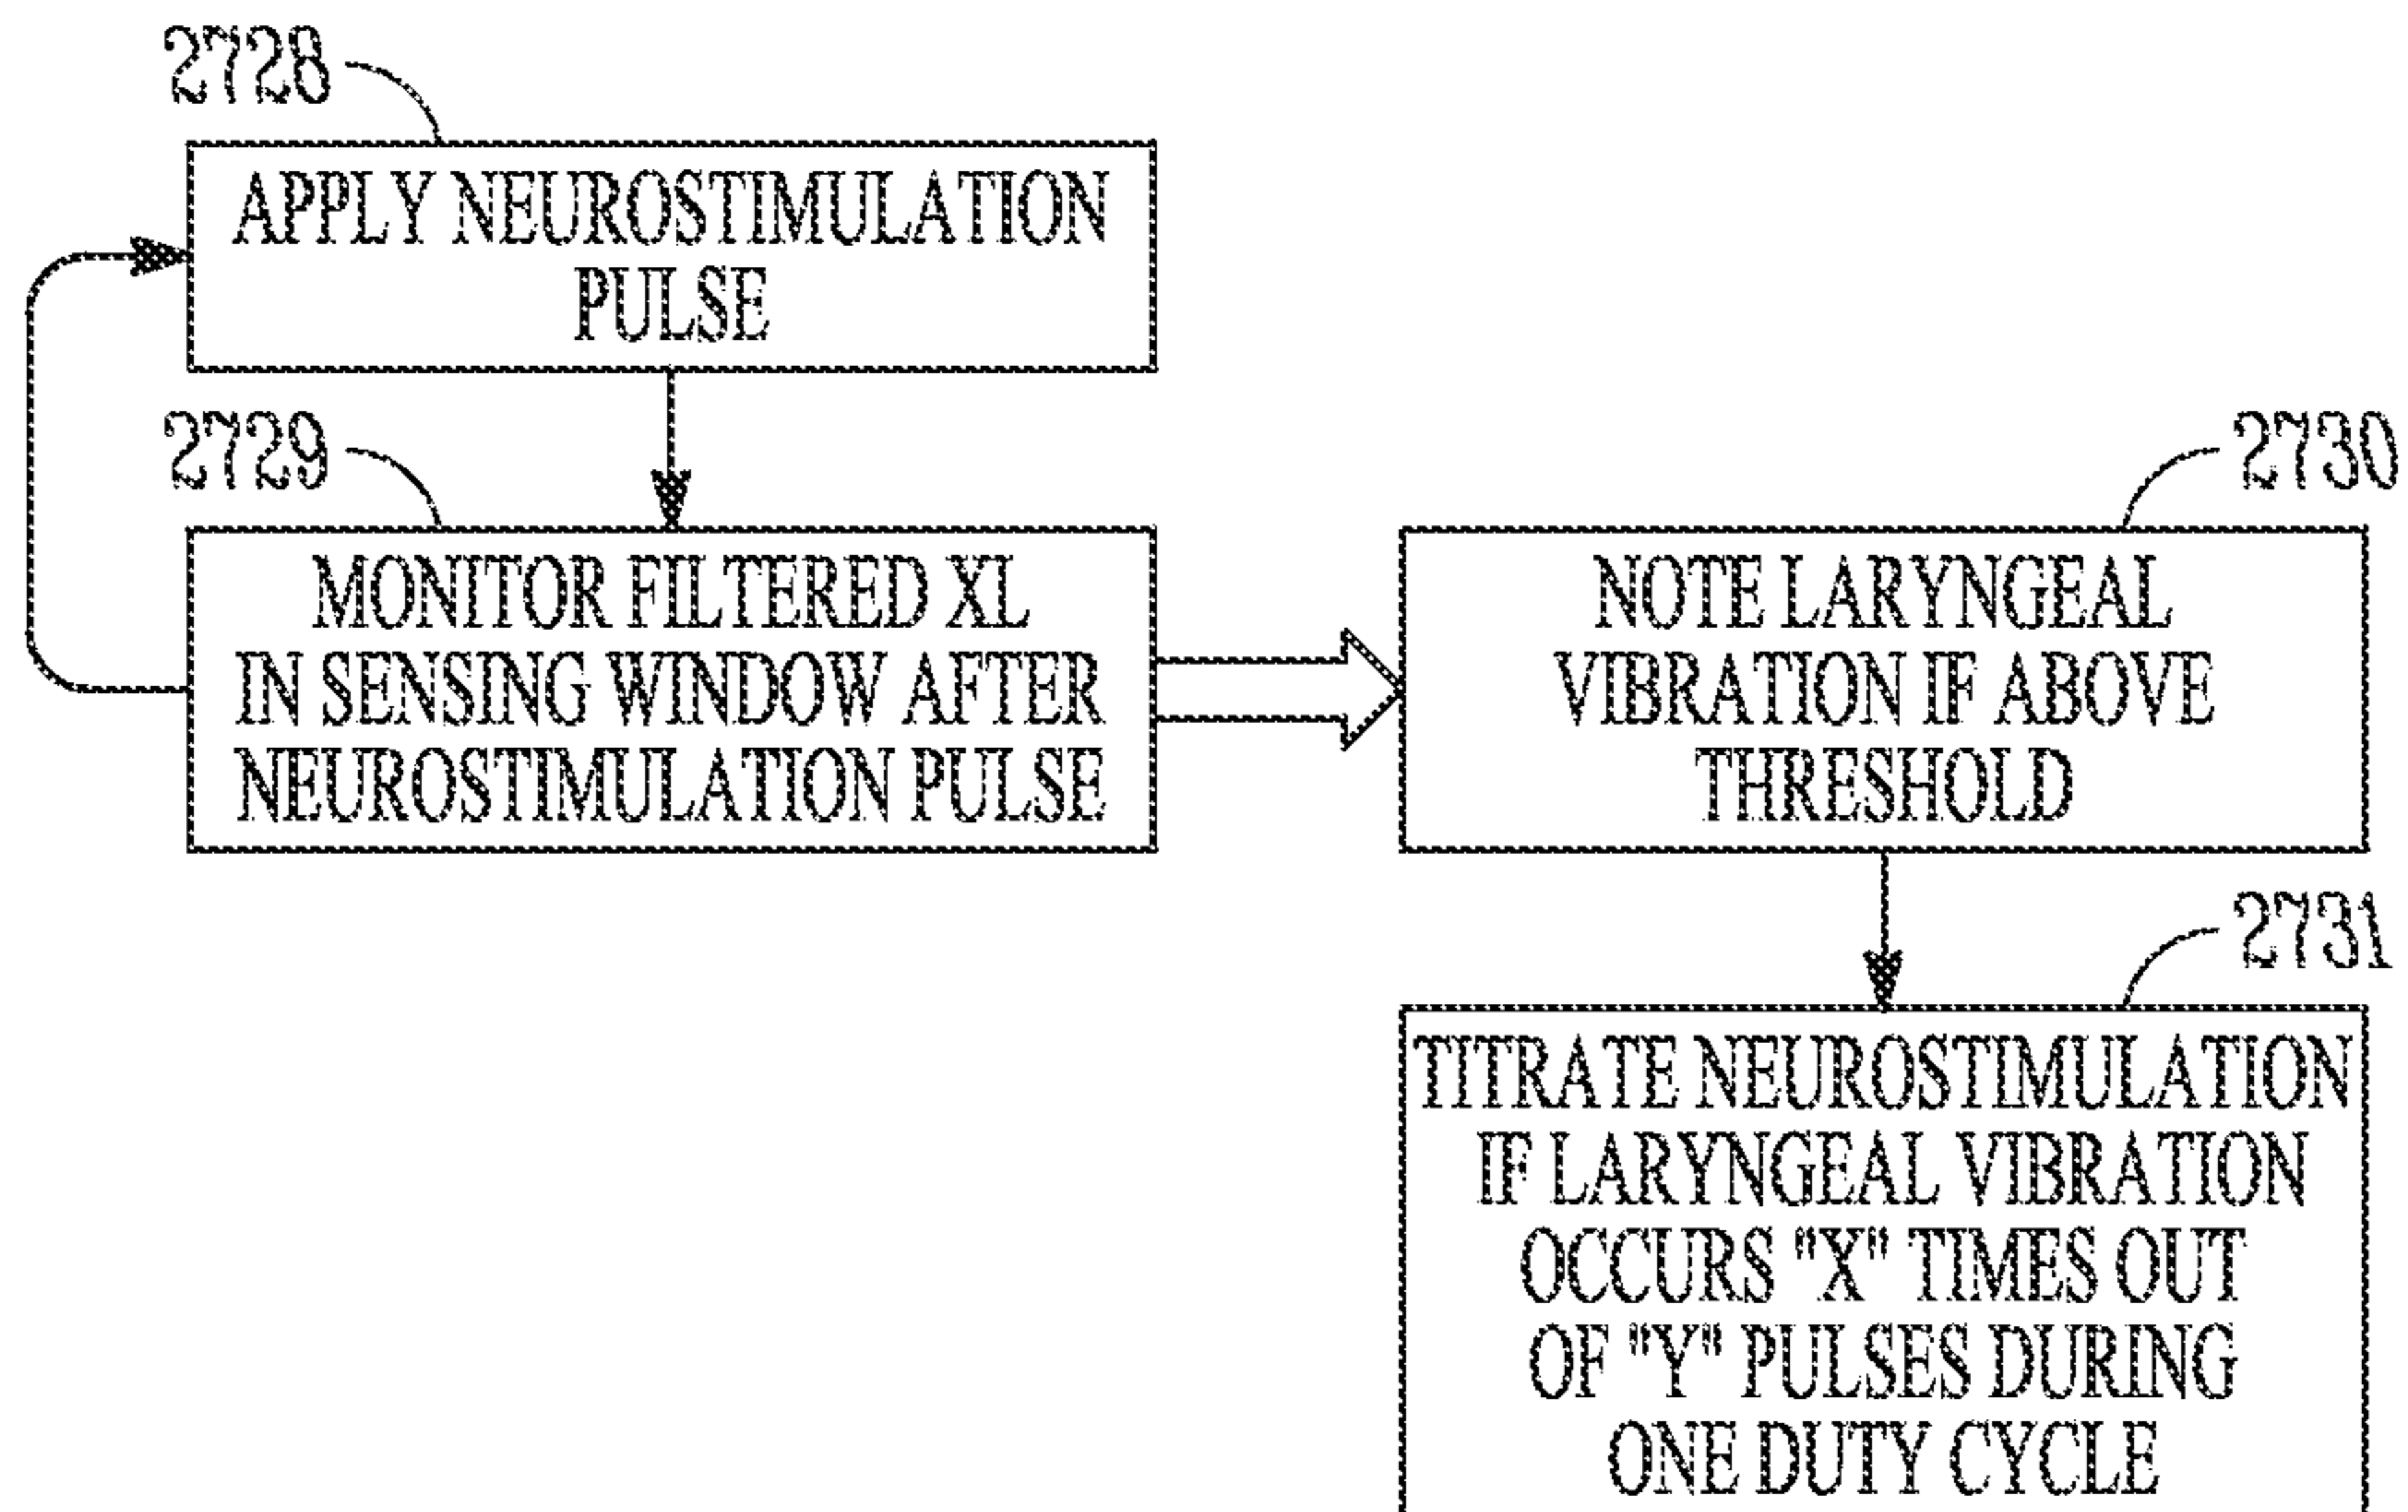 2728
APPLY NEUROSTIMULATION
PULSE
2729
MONITOR FILTERED XL
IN SENSING WINDOW AFTER
NEUROSTIMULATION PULSE
2730
NOTE LARYNGEAL
VIBRATION IF ABOVE
THRESHOLD
2731
TITRATE NEUROSTIMULATION
IF LARYNGEAL VIBRATION
OCCURS "X" TIMES OUT
OF "Y" PULSES DURING
ONE DUTY CYCLE